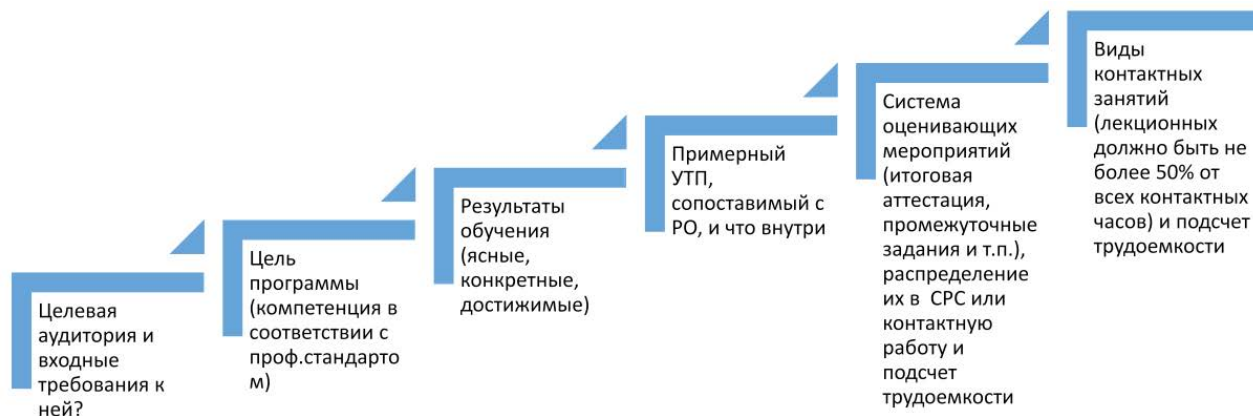 Целевая
аудитория и
входные
требования к
ней?
Цель
программы
(компетенция в
соответствии с
проф.стандарто
м)
Результаты
обучения
(ясные,
конкретные,
достижимые)
Примерный
УТП,
сопоставимый с
РО, и что внутри
Система
оценивающих
мероприятий
(итоговая
аттестация,
промежуточные
задания и т.п.),
распределение
их в СРС или
контактную
работу и
подсчет
трудоемкости
Виды
контактных
занятий
(лекционных
должно быть не
более 50% от
всех контактных
часов) и подсчет
трудоемкости